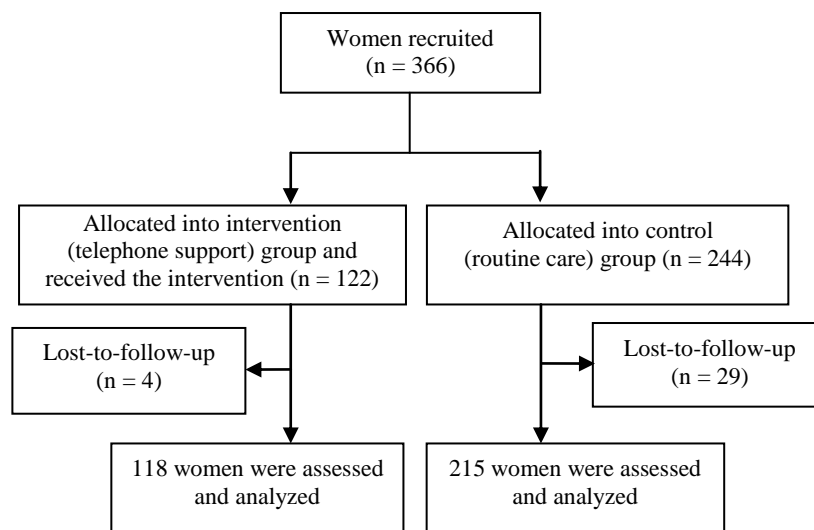 Women recruited
(n = 366)
Allocated into intervention
(telephone support) group and
received the intervention (n = 122)
Allocated into control
(routine care) group (n = 244)
Lost-to-follow-up
(n = 4)
Lost-to-follow-up
(n = 29)
118 women were assessed
and analyzed
215 women were assessed
and analyzed